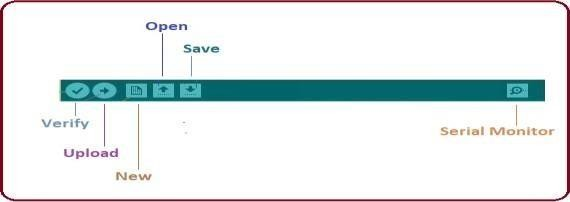 Open
Save
Verify
Serial Monitor
Upload
New